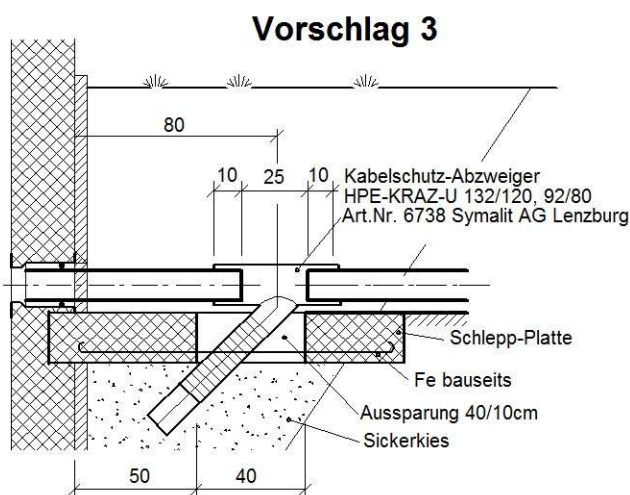 Vorschlag 3
80
10 25 10
Kabelschutz-Abzweiger
HPE-KRAZ-U 132/120, 92/80
Art.Nr. 6738 Symalit AG Lenzburg
Schlepp-Platte
Fe bauseits
Aussparung 40/10cm
Sickerkies
50 40